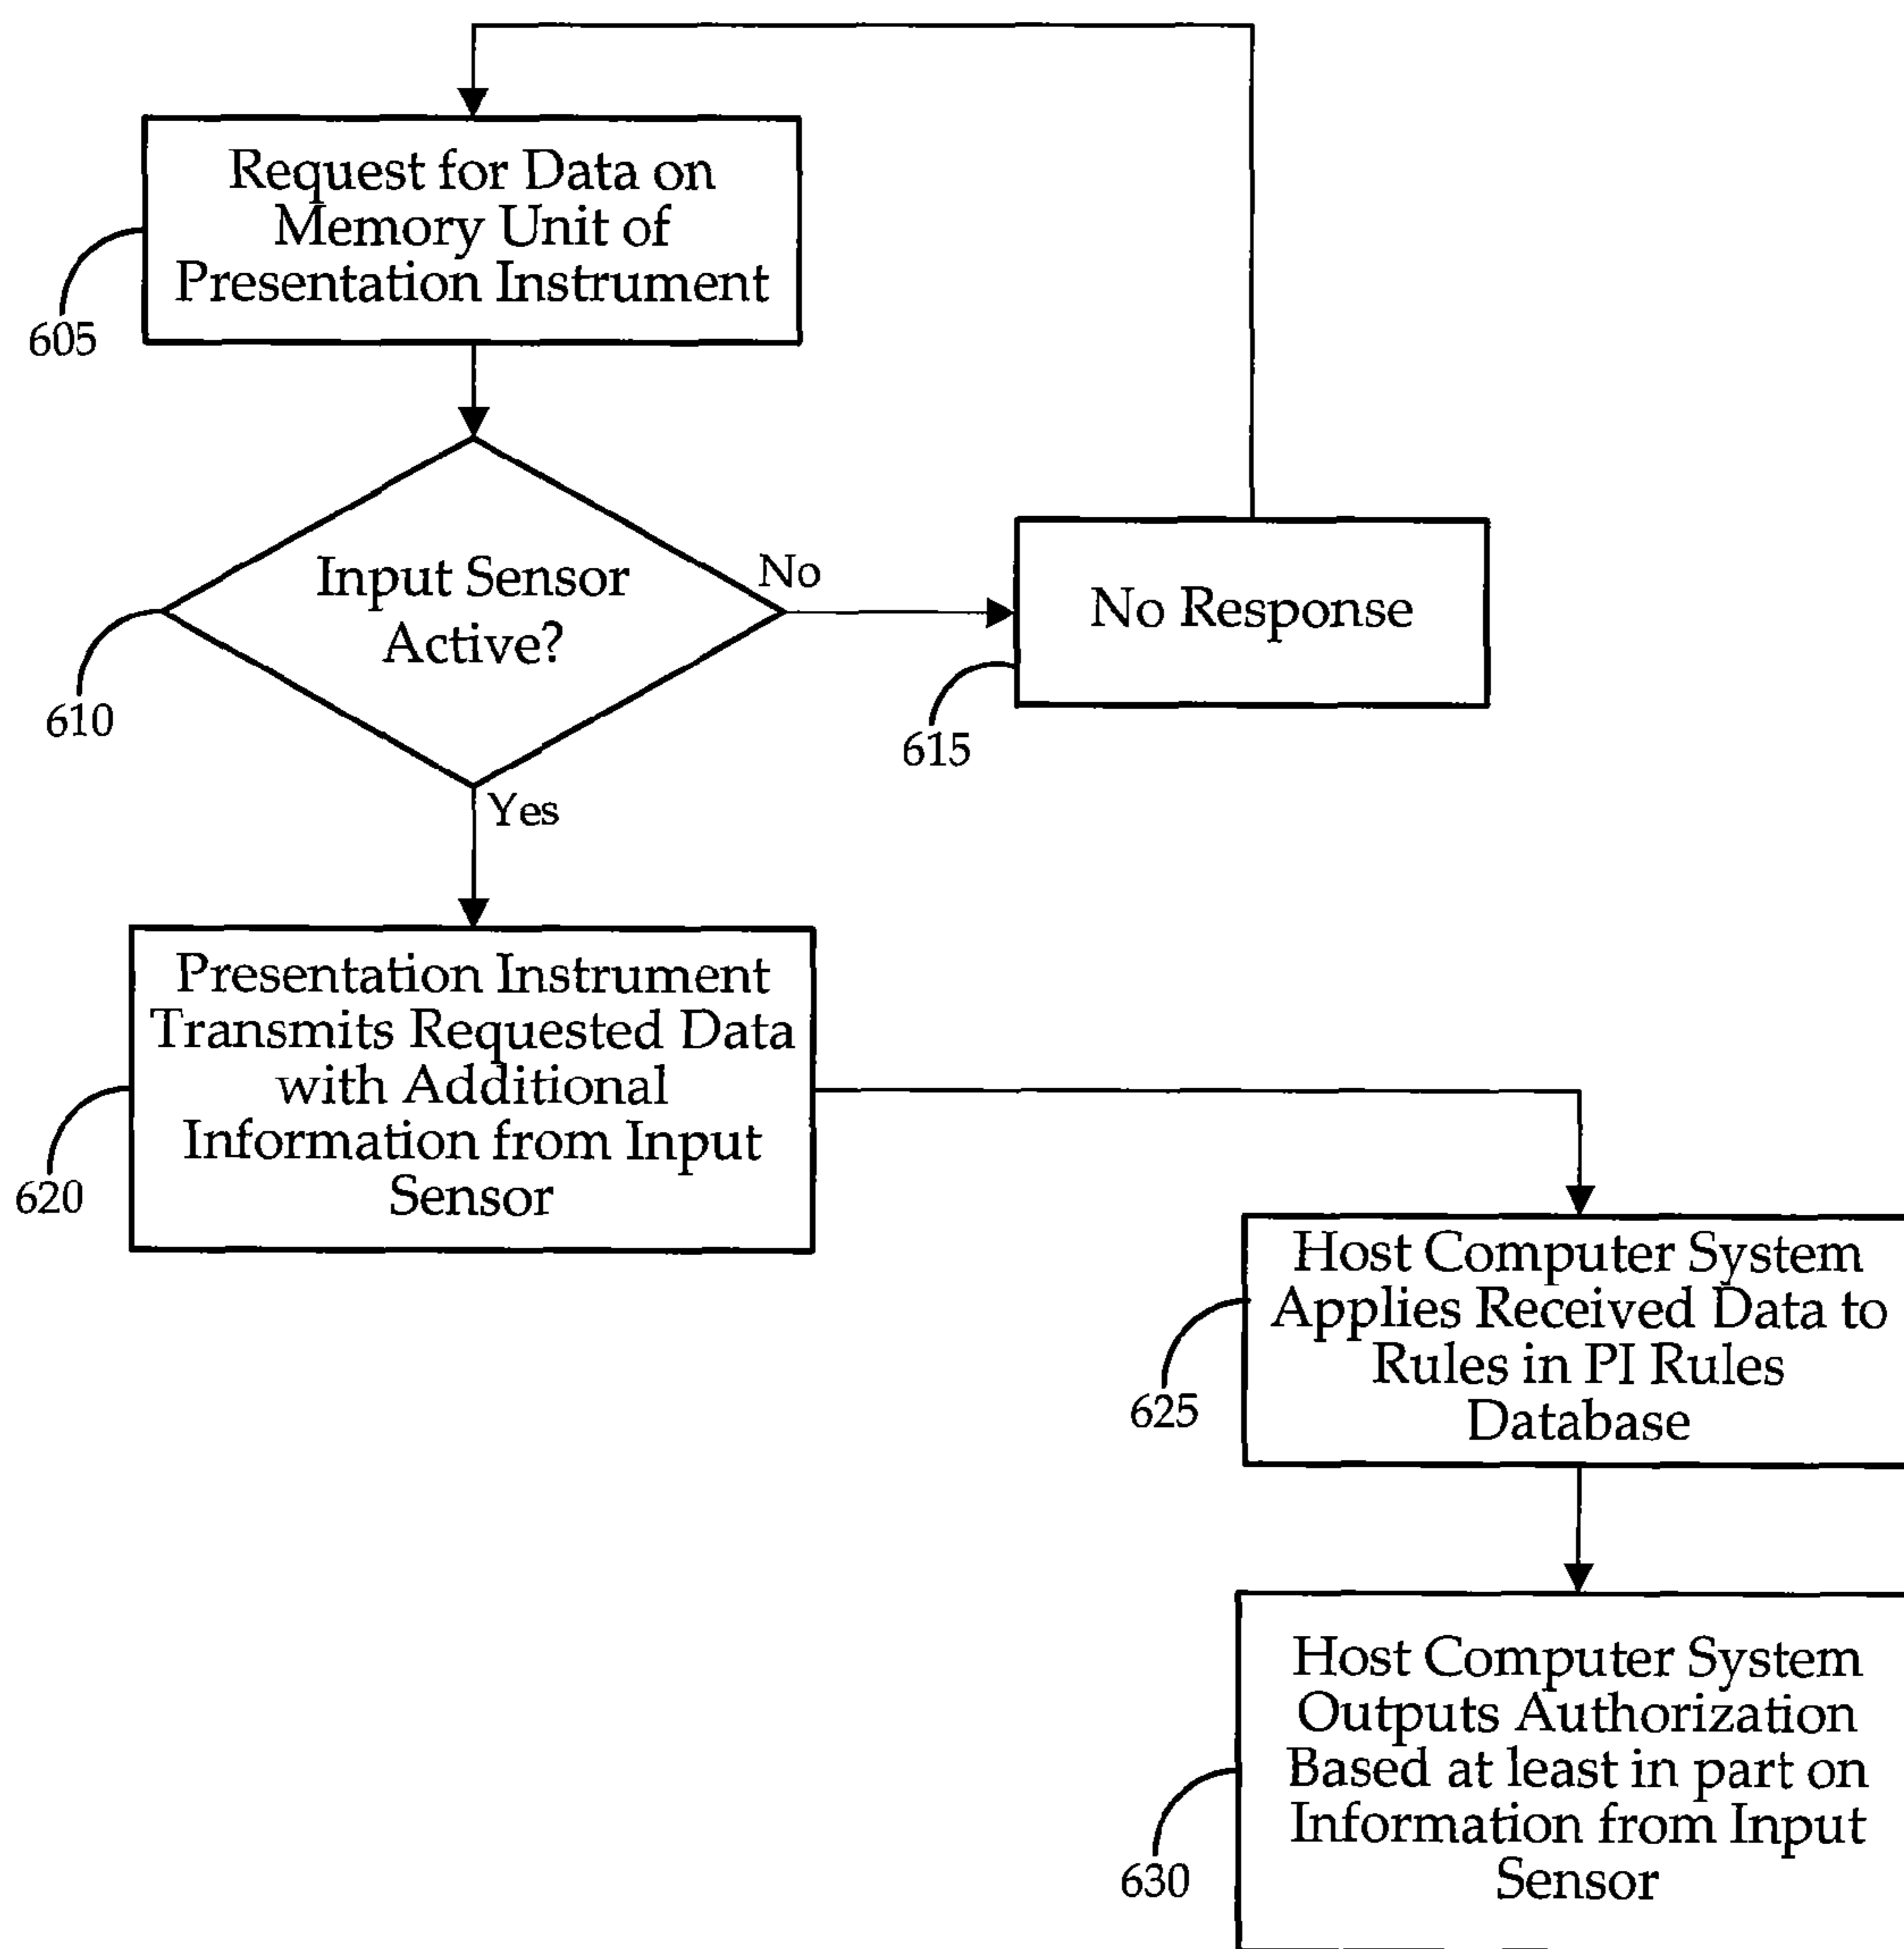 Request for Data on
Memory Unit of
Presentation Instrument
605
Input Sensor
Active?
No
610
No Response
615
Yes
Presentation Instrument
Transmits Requested Data
with Additional
Information from Input
Sensor
620
Host Computer System
Applies Received Data to
Rules in PI Rules
Database
625
Host Computer System
Outputs Authorization
Based at least in part on
Information from Input
Sensor
630